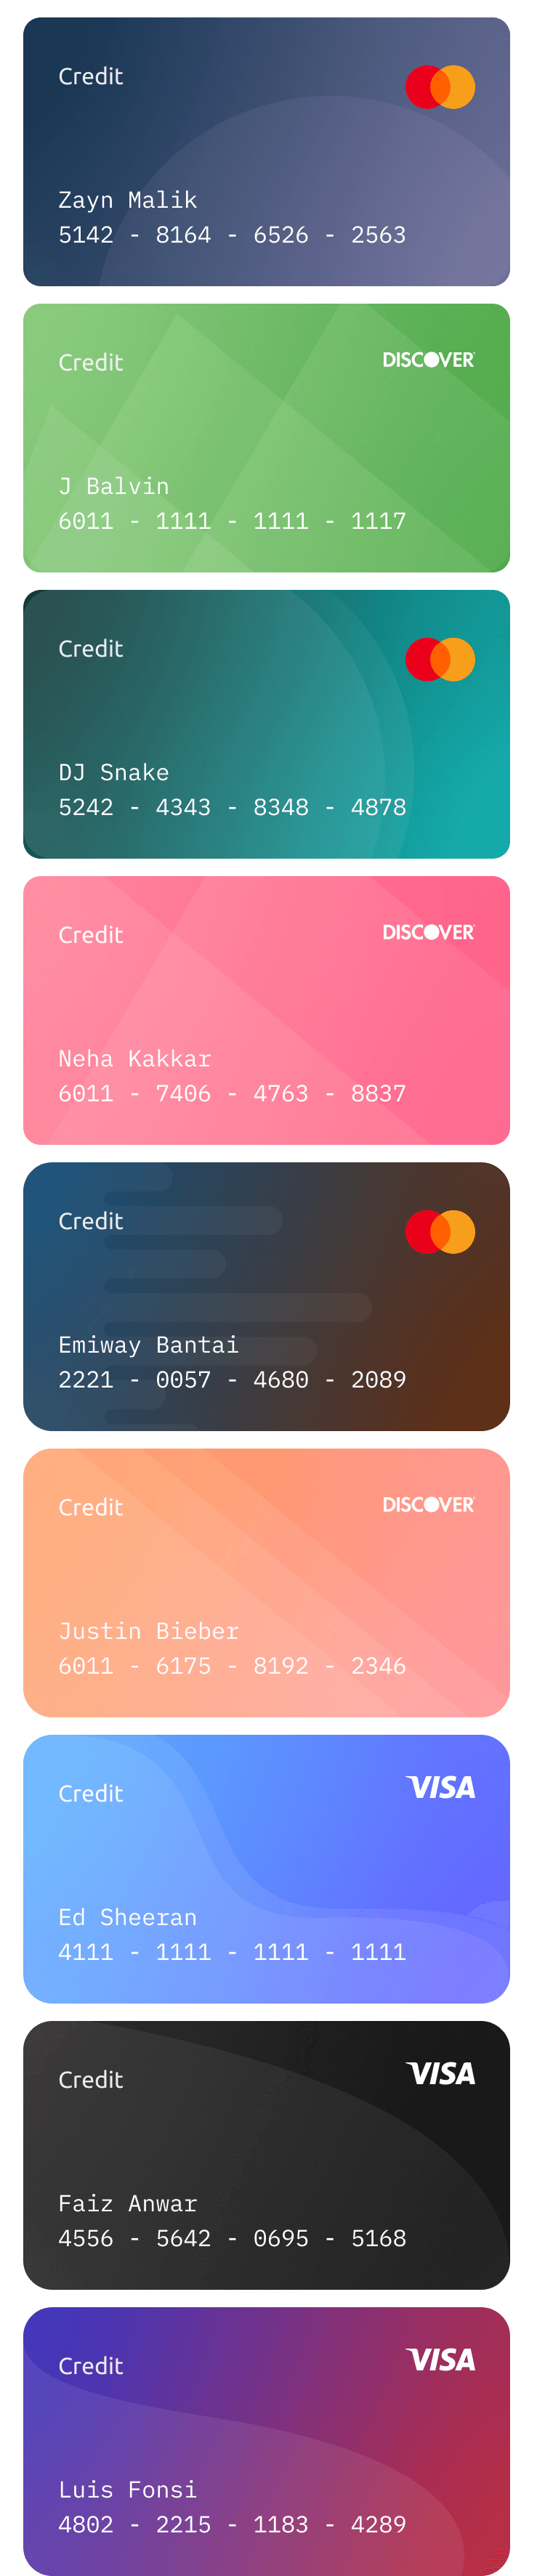 Credit
Zayn Malik
5142 - 8164 - 6526 - 2563
Credit
DISCOVER
J Balvin
6011 - 1111 - 1111 - 1117
Credit
DJ Snake
5242 - 4343 - 8348 - 4878
Credit
DISCOVER
Neha Kakkar
6011 - 7406 - 4763 - 8837
Credit
Emiway Bantai
2221 - 0057 - 4680 - 2089
Credit
DISCOVER
Justin Bieber
6011 - 6175 - 8192 - 2346
Credit
VISA
Ed Sheeran
4111 - 1111 - 1111 - 1111
Credit
VISA
Faiz Anwar
4556 - 5642 - 0695 - 5168
Credit
VISA
Luis Fonsi
4802 - 2215 - 1183 - 4289